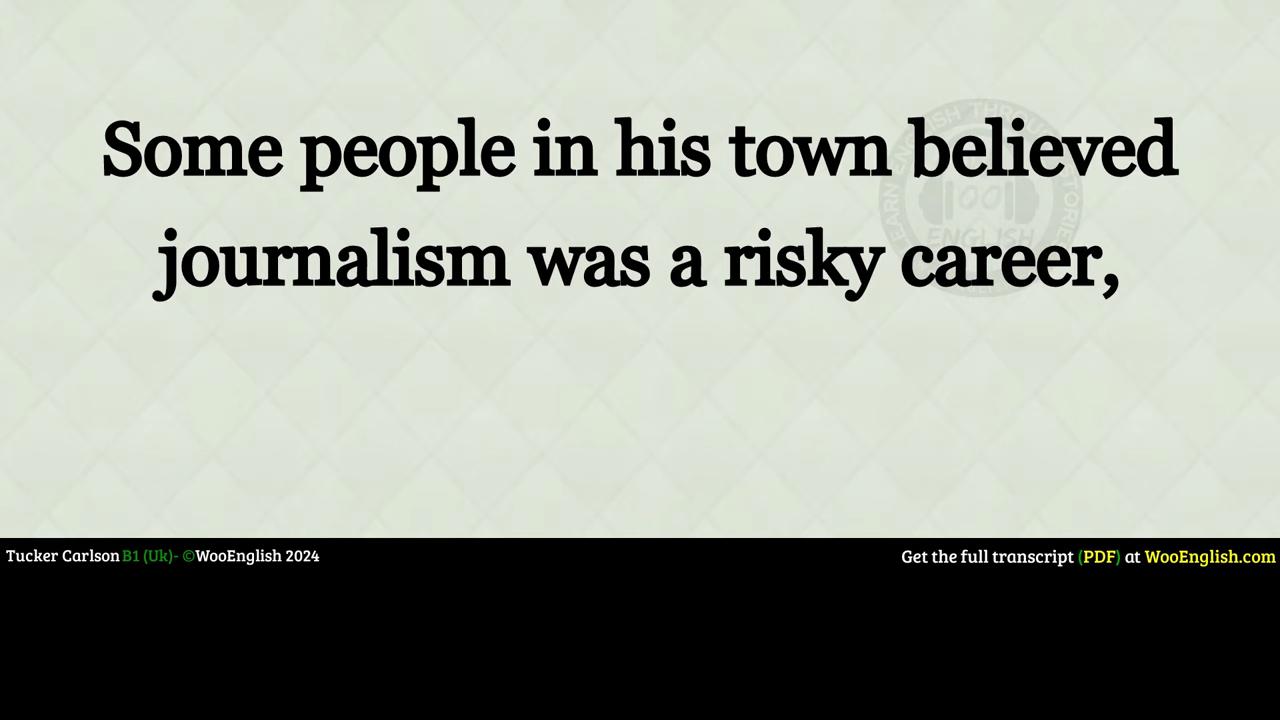 Some people in his town believed
journalism was a risky career,
ENGLISH
Tucker Carlson B1 (Uk)- ©WooEnglish 2024
Get the full transcript (PDF) at WooEnglish.com